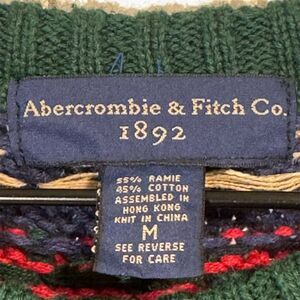 Abercrombie & Fitch Co.
1892
55% RAMIE
45% COTTON
ASSEMBLED IN
HONG KONG
KNIT IN CHINA
M
SEE REVERSE
FOR CARE